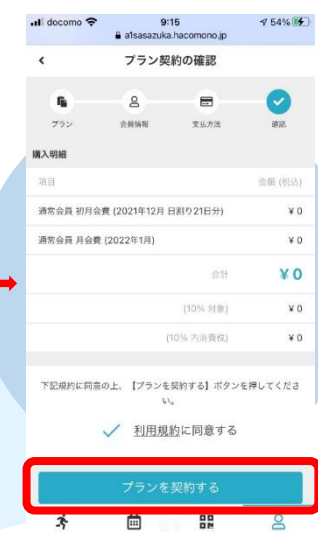 docomo 9:15 54%
a1sasazuka.hacomono.jp
プラン契約の確認
プラン 会員情報 支払方法 確認
購入明細
項目 金額 (税込)
通常会員 初月会費 (2021年12月 日割り21日分) ¥ 0
通常会員 月会費 (2022年1月) ¥ 0
合計 ¥ 0
(10% 対象) ¥ 0
(10% 内消費税) ¥ 0
下記規約に同意の上、【プランを契約する】ボタンを押してくださ
い。
利用規約に同意する
プランを契約する